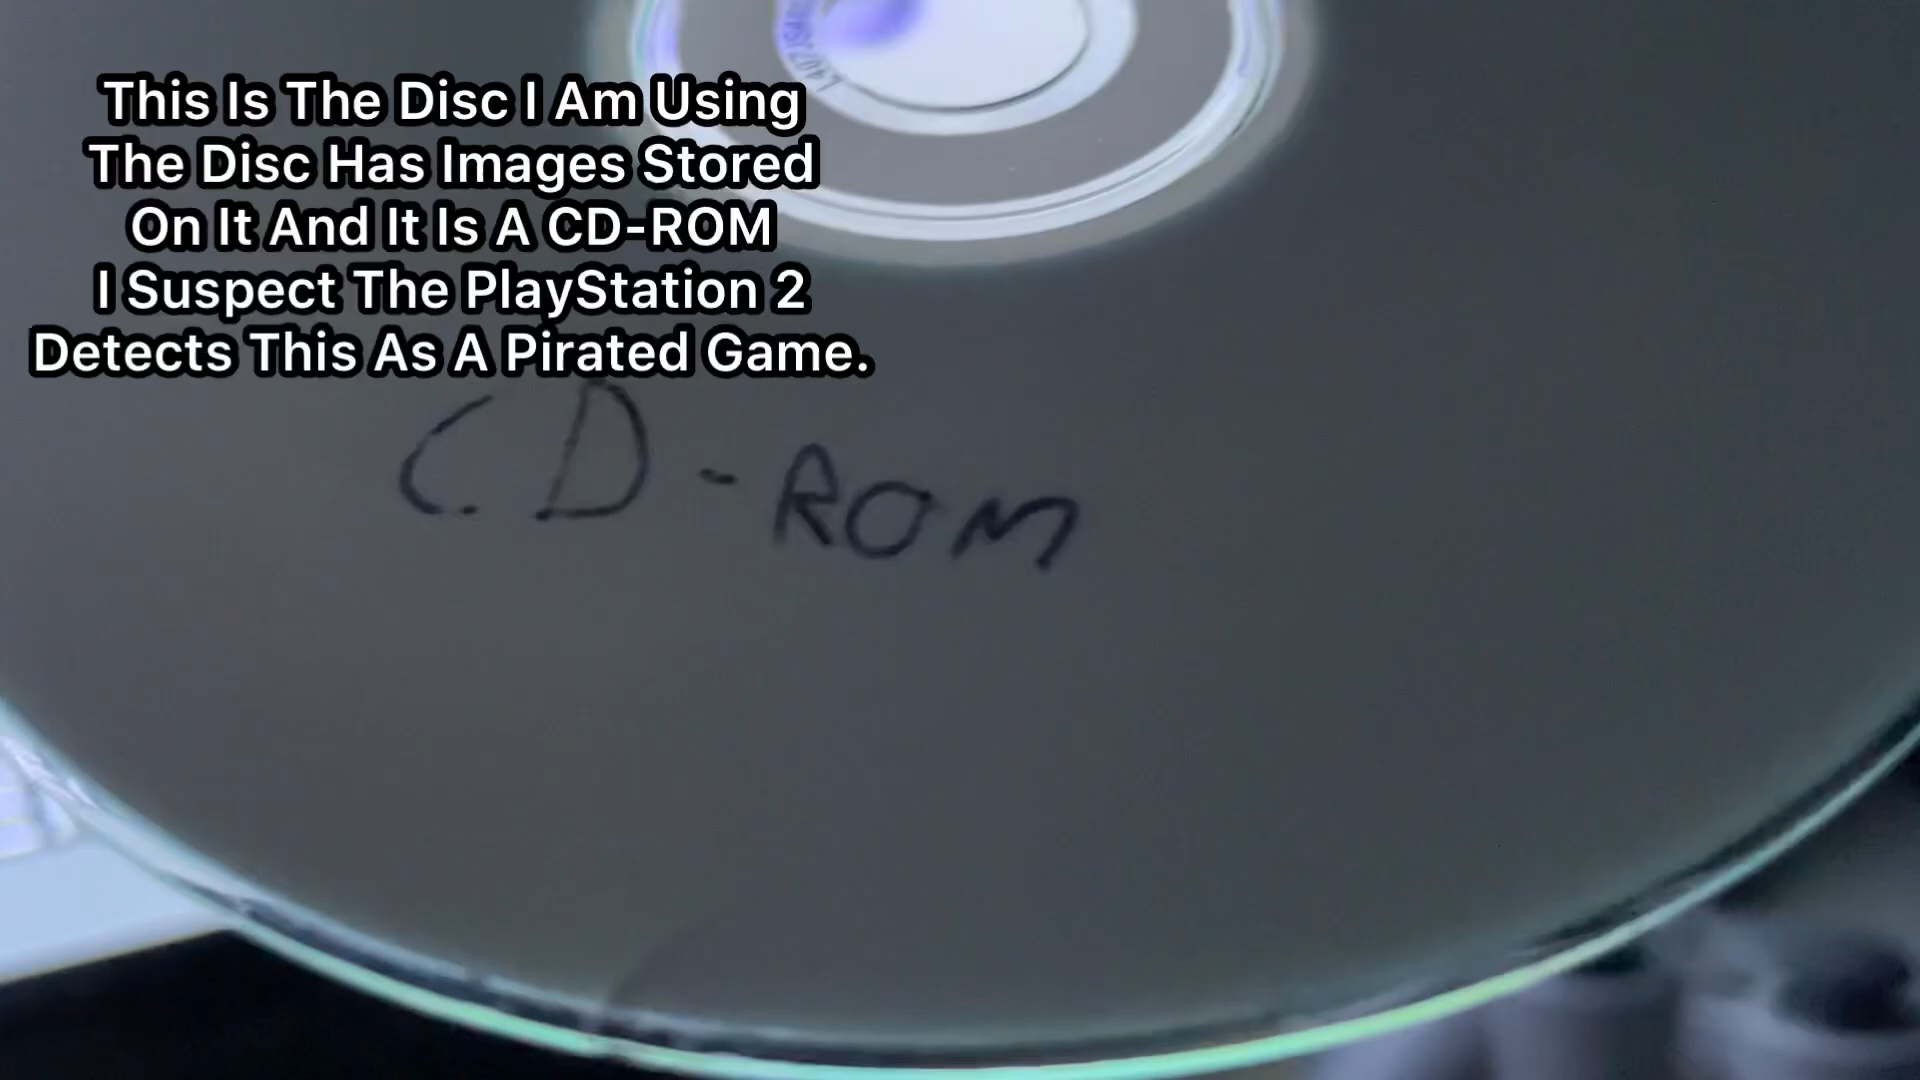 This Is The Disc I Am Using
The Disc Has Images Stored
On It And It Is A CD-ROM
I Suspect The PlayStation 2
Detects This As A Pirated Game.
CD-ROM